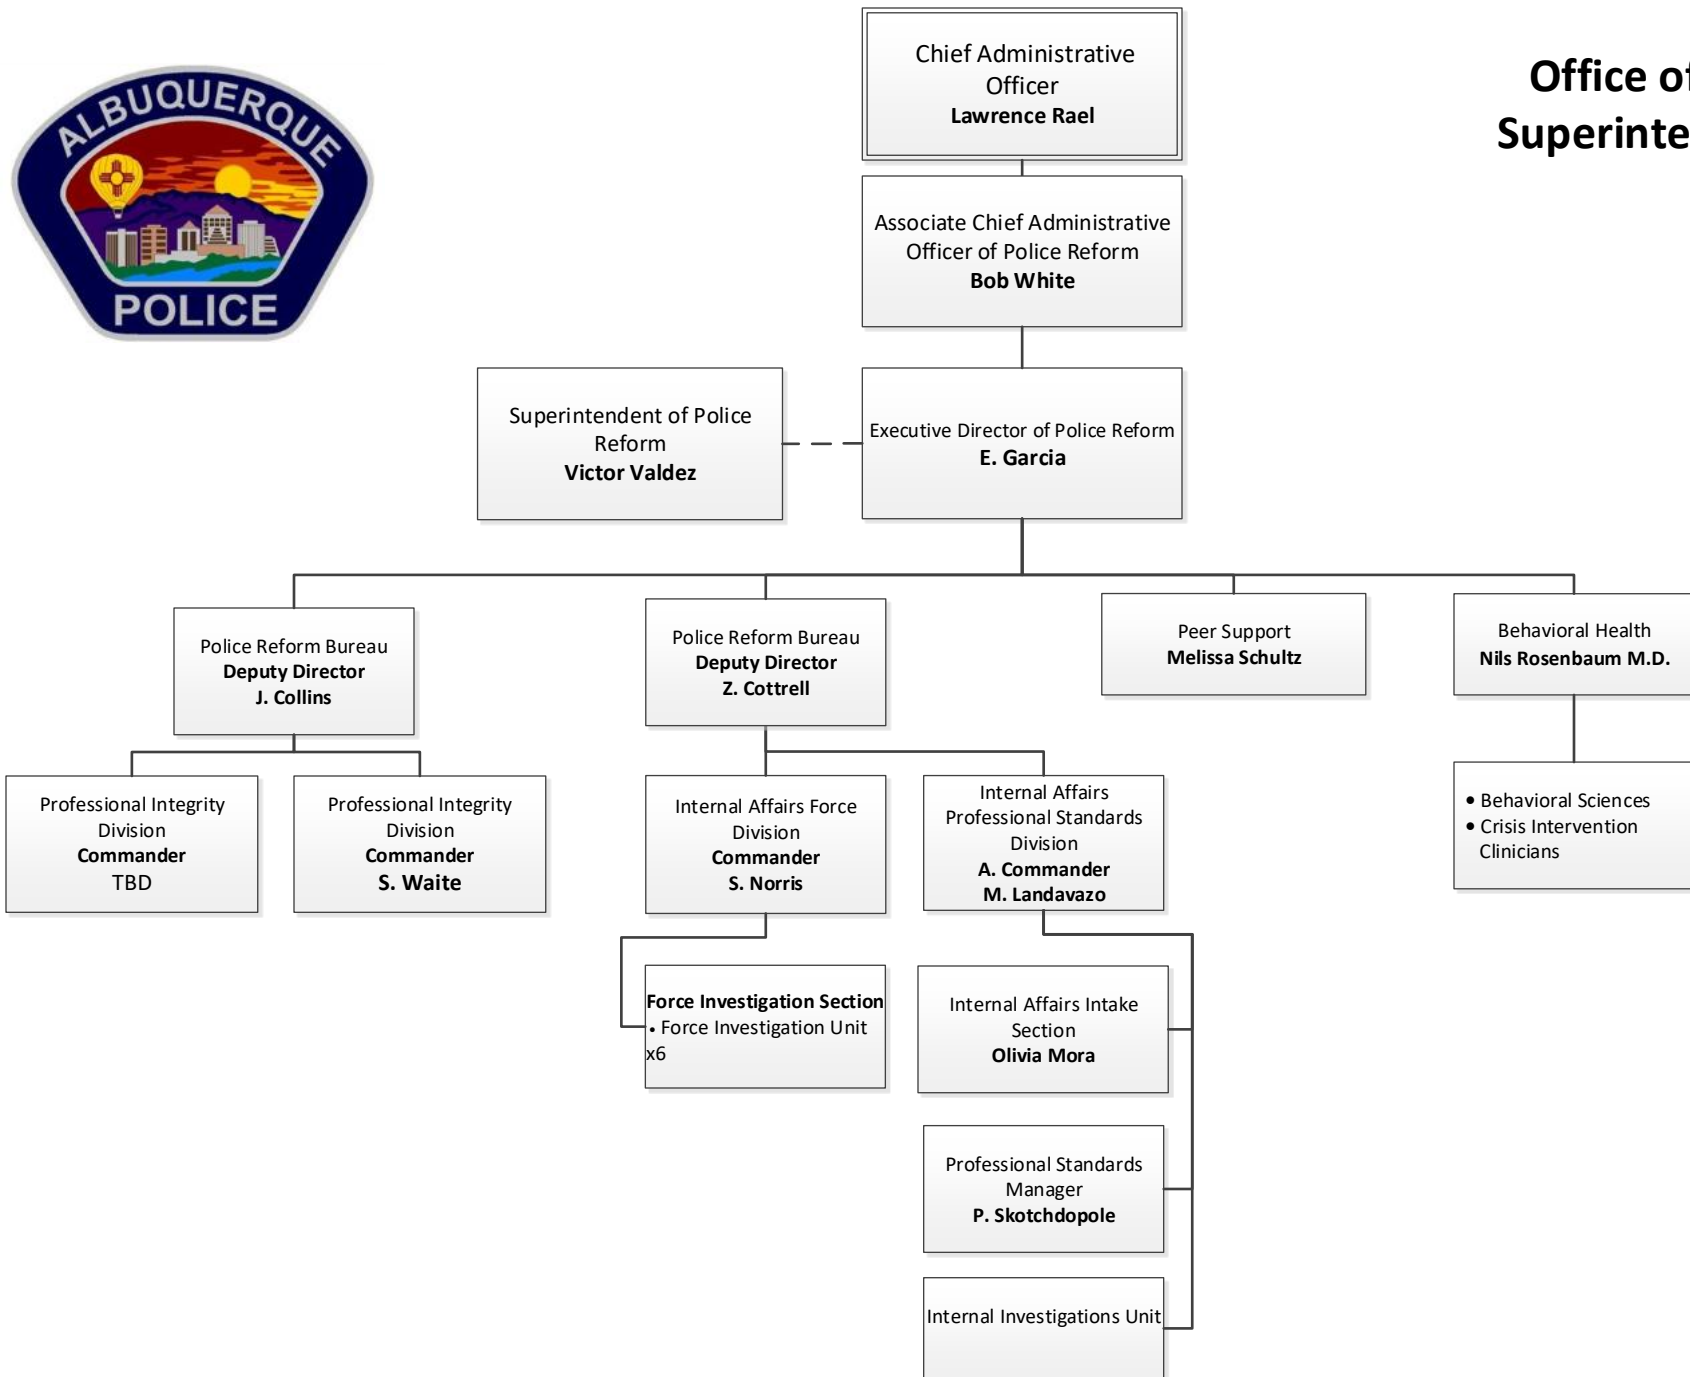 ALBUQUERQUE
POLICE
Chief Administrative
Officer
Lawrence Rael
Office of
Superinte
Associate Chief Administrative
Officer of Police Reform
Bob White
Superintendent of Police
Reform
Victor Valdez
Executive Director of Police Reform
E. Garcia
Police Reform Bureau
Deputy Director
J. Collins
Police Reform Bureau
Deputy Director
Z. Cottrell
Peer Support
Melissa Schultz
Behavioral Health
Nils Rosenbaum M.D.
Professional Integrity
Division
Commander
TBD
Professional Integrity
Division
Commander
S. Waite
Internal Affairs Force
Division
Commander
S. Norris
Internal Affairs
Professional Standards
Division
A. Commander
M. Landavazo
• Behavioral Sciences
• Crisis Intervention
Clinicians
Force Investigation Section
• Force Investigation Unit
x6
Internal Affairs Intake
Section
Olivia Mora
Professional Standards
Manager
P. Skotchdopole
Internal Investigations Unit